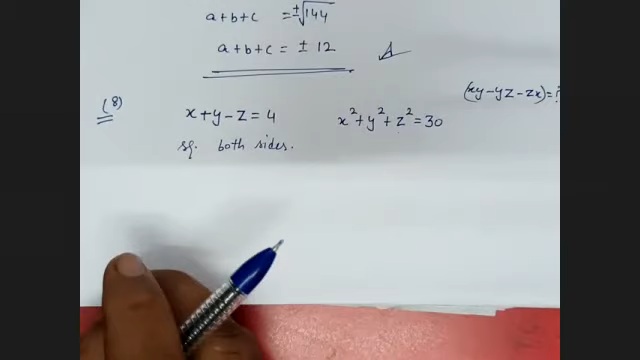 a+b+c = ±√144
a+b+c = ± 12 A
(8) x+y-z = 4 x²+y²+z² = 30 (xy-yz-zx) = ?
sq. both sides.